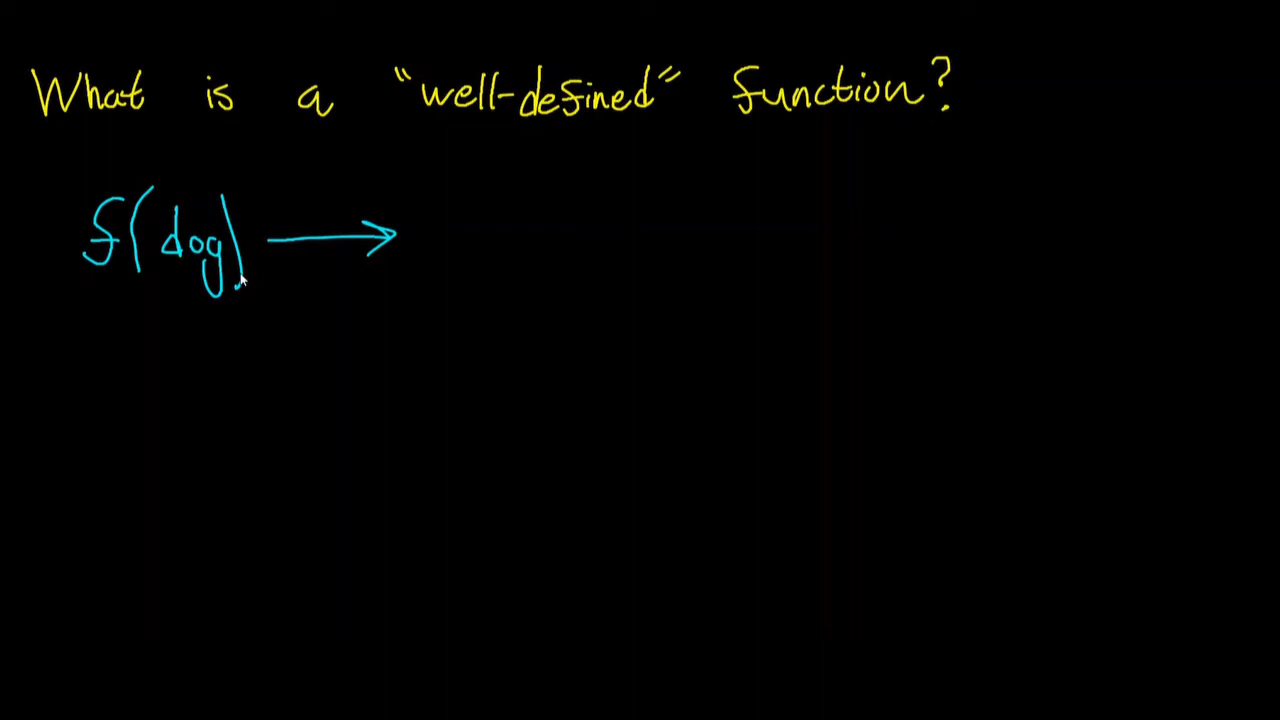 What is a "well-defined" function?
f(dog) →